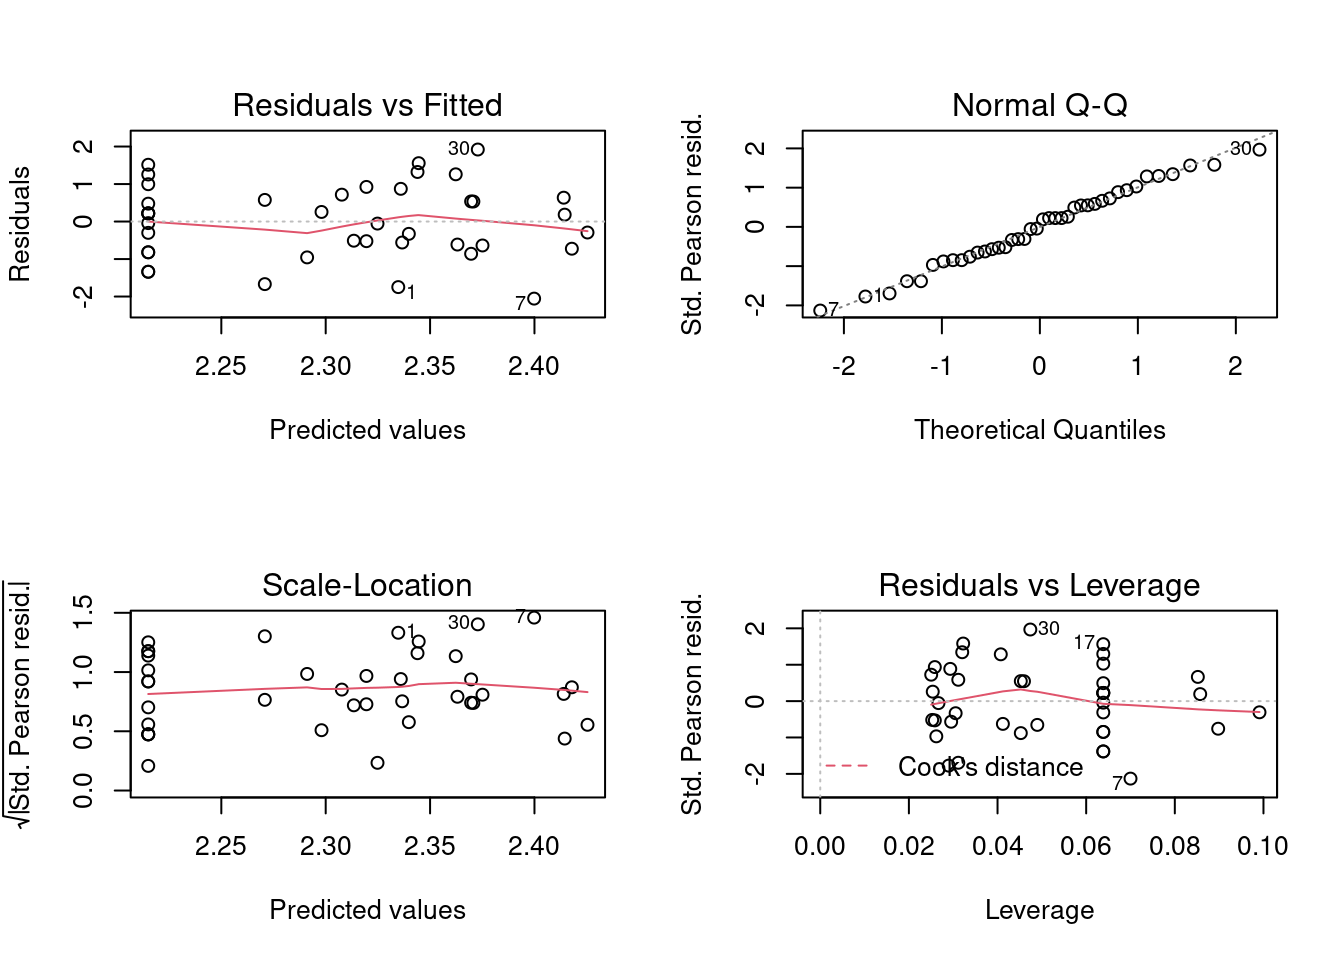 Residuals vs Fitted
Residuals
2
1
0
-2
30
1
7
2.25 2.30 2.35 2.40
Predicted values
Normal Q-Q
Std. Pearson resid.
2
1
0
-2
30
1
7
-2 -1 0 1 2
Theoretical Quantiles
Scale-Location
√|Std. Pearson resid.|
1.5
1.0
0.5
0.0
1
30
7
2.25 2.30 2.35 2.40
Predicted values
Residuals vs Leverage
Std. Pearson resid.
2
0
-2
30
17
7
Cook's distance
0.00 0.02 0.04 0.06 0.08 0.10
Leverage